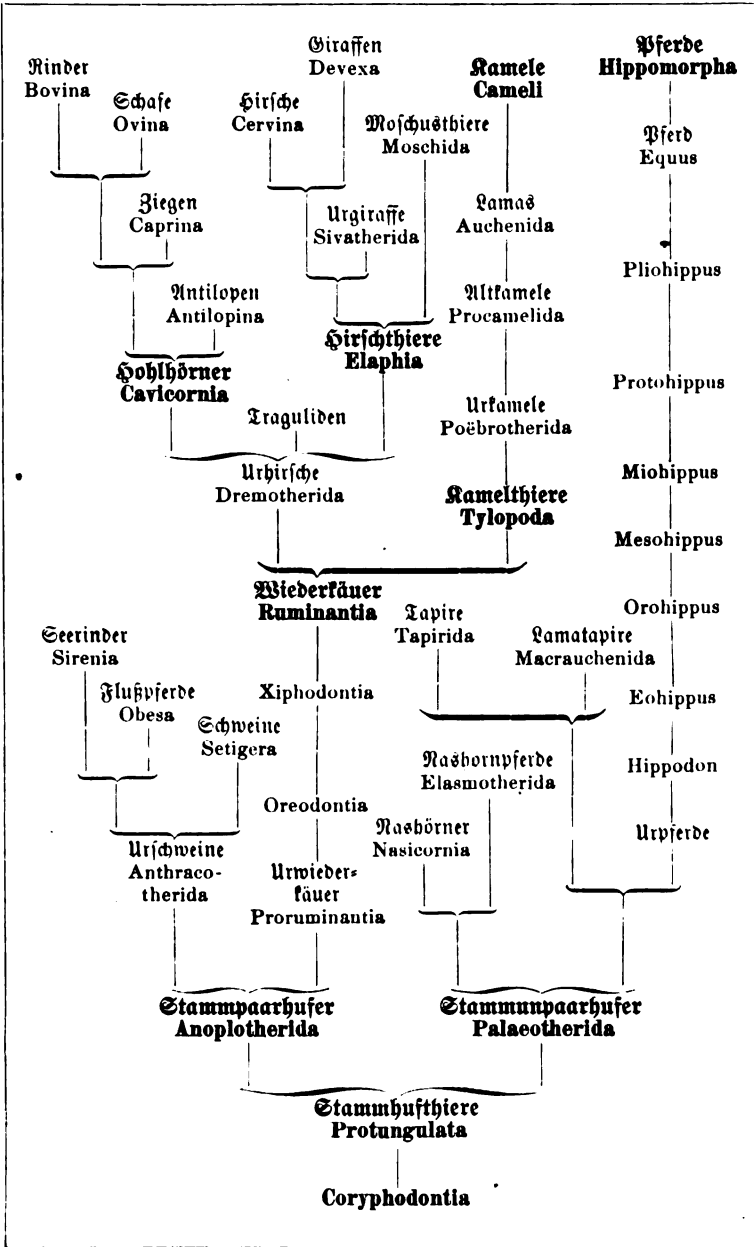 Giraffen
Devexa
Rinder
Bovina
Schafe
Ovina
Hirsche
Cervina
Moschusthiere
Moschida
Kamele
Cameli
Pferde
Hippomorpha
Pferd
Equus
Ziegen
Caprina
Urgiraffe
Sivatherida
Lamas
Auchenida
Pliohippus
Antilopen
Antilopina
Altkamele
Procamelida
Hirschthiere
Elaphia
Hohlhörner
Cavicornia
Protohippus
Traguliden
Urkamele
Poëbrotherida
Urhirsche
Dremotherida
Kamelthiere
Tylopoda
Miohippus
Mesohippus
Wiederkäuer
Ruminantia
Tapire
Tapirida
Lamatapire
Macrauchenida
Orohippus
Seerinder
Sirenia
Flußpferde
Obesa
Schweine
Setigera
Xiphodontia
Eohippus
Nashornpferde
Elasmotherida
Hippodon
Oreodontia
Nashörner
Nasicornia
Urpferde
Urschweine
Anthraco-
therida
Urwieder-
käuer
Proruminantia
Stammpaarhufer
Anoplotherida
Stammunpaarhufer
Palaeotherida
Stammhufthiere
Protungulata
Coryphodontia